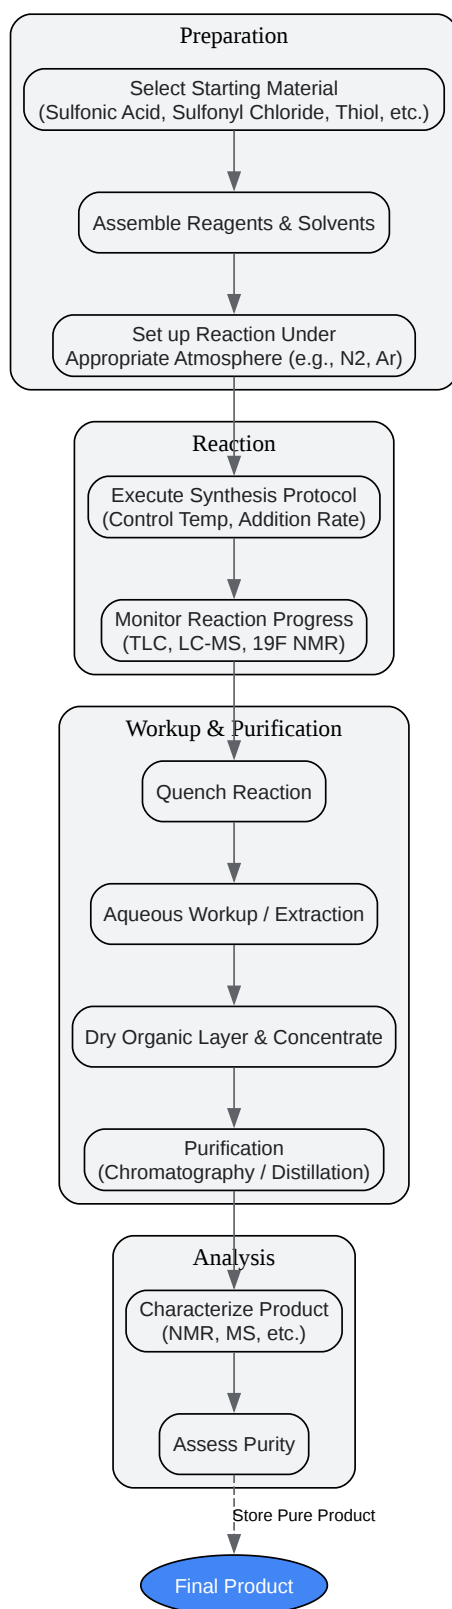 Preparation
Select Starting Material
(Sulfonic Acid, Sulfonyl Chloride, Thiol, etc.)
Assemble Reagents & Solvents
Set up Reaction Under
Appropriate Atmosphere (e.g., N2, Ar)
Reaction
Execute Synthesis Protocol
(Control Temp, Addition Rate)
Monitor Reaction Progress
(TLC, LC-MS, 19F NMR)
Workup & Purification
Quench Reaction
Aqueous Workup / Extraction
Dry Organic Layer & Concentrate
Purification
(Chromatography / Distillation)
Analysis
Characterize Product
(NMR, MS, etc.)
Assess Purity
Store Pure Product
Final Product